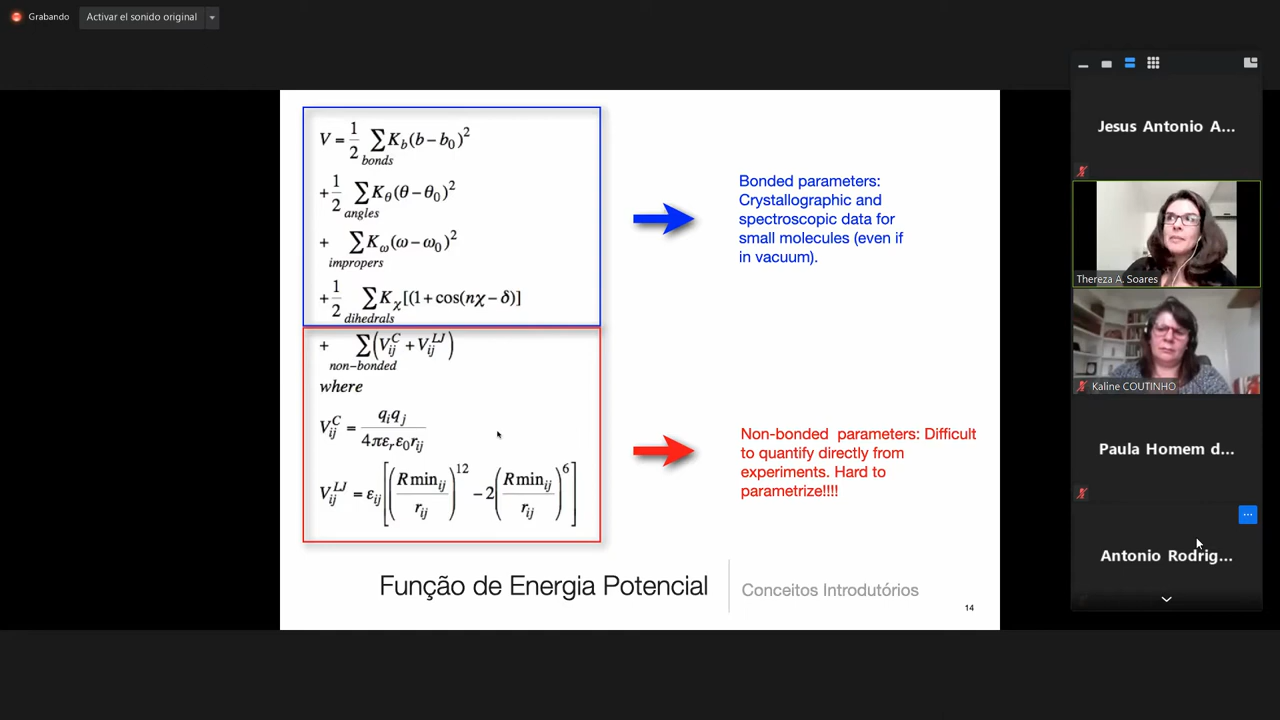 Grabando
Activar el sonido original
V = 1/2 ∑ K_b (b − b_0)^2
bonds
+ 1/2 ∑ K_θ (θ − θ_0)^2
angles
+ ∑ K_ω (ω − ω_0)^2
impropers
+ 1/2 ∑ K_χ [(1 + cos(nχ − δ)]
dihedrals
+ ∑ (V_ij^C + V_ij^LJ)
non−bonded
where
V_ij^C = q_i q_j / 4πε_r ε_0 r_ij
V_ij^LJ = ε_ij [(Rmin_ij / r_ij)^12 − 2(Rmin_ij / r_ij)^6]
Bonded parameters:
Crystallographic and
spectroscopic data for
small molecules (even if
in vacuum).
Non-bonded parameters: Difficult
to quantify directly from
experiments. Hard to
parametrize!!!!
Função de Energia Potencial
Conceitos Introdutórios
14
Jesus Antonio A...
Thereza A. Soares
Kaline COUTINHO
Paula Homem d...
Antonio Rodrig...